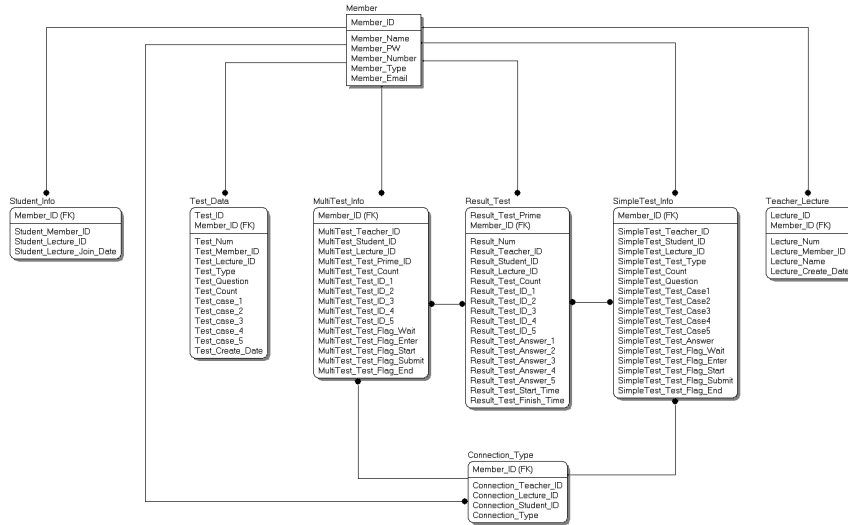 Member
Member_ID
Member_Name
Member_PW
Member_Number
Member_Type
Member_Email
Student_Info
Member_ID (FK)
Student_Member_ID
Student_Lecture_ID
Student_Lecture_Join_Date
Test_Data
Test_ID
Member_ID (FK)
Test_Num
Test_Member_ID
Test_Lecture_ID
Test_Type
Test_Question
Test_Count
Test_case_1
Test_case_2
Test_case_3
Test_case_4
Test_case_5
Test_Create_Date
MultiTest_Info
Member_ID (FK)
MultiTest_Teacher_ID
MultiTest_Student_ID
MultiTest_Lecture_ID
MultiTest_Test_Prime_ID
MultiTest_Test_Count
MultiTest_Test_ID_1
MultiTest_Test_ID_2
MultiTest_Test_ID_3
MultiTest_Test_ID_4
MultiTest_Test_ID_5
MultiTest_Test_Flag_Wait
MultiTest_Test_Flag_Enter
MultiTest_Test_Flag_Start
MultiTest_Test_Flag_Submit
MultiTest_Test_Flag_End
Result_Test
Result_Test_Prime
Member_ID (FK)
Result_Num
Result_Teacher_ID
Result_Student_ID
Result_Lecture_ID
Result_Test_Count
Result_Test_ID_1
Result_Test_ID_2
Result_Test_ID_3
Result_Test_ID_4
Result_Test_ID_5
Result_Test_Answer_1
Result_Test_Answer_2
Result_Test_Answer_3
Result_Test_Answer_4
Result_Test_Answer_5
Result_Test_Start_Time
Result_Test_Finish_Time
SimpleTest_Info
Member_ID (FK)
SimpleTest_Teacher_ID
SimpleTest_Student_ID
SimpleTest_Lecture_ID
SimpleTest_Test_Type
SimpleTest_Count
SimpleTest_Question
SimpleTest_Test_Case1
SimpleTest_Test_Case2
SimpleTest_Test_Case3
SimpleTest_Test_Case4
SimpleTest_Test_Case5
SimpleTest_Test_Answer
SimpleTest_Test_Flag_Wait
SimpleTest_Test_Flag_Enter
SimpleTest_Test_Flag_Start
SimpleTest_Test_Flag_Submit
SimpleTest_Test_Flag_End
Teacher_Lecture
Lecture_ID
Member_ID (FK)
Lecture_Num
Lecture_Member_ID
Lecture_Name
Lecture_Create_Date
Connection_Type
Member_ID (FK)
Connection_Teacher_ID
Connection_Lecture_ID
Connection_Student_ID
Connection_Type